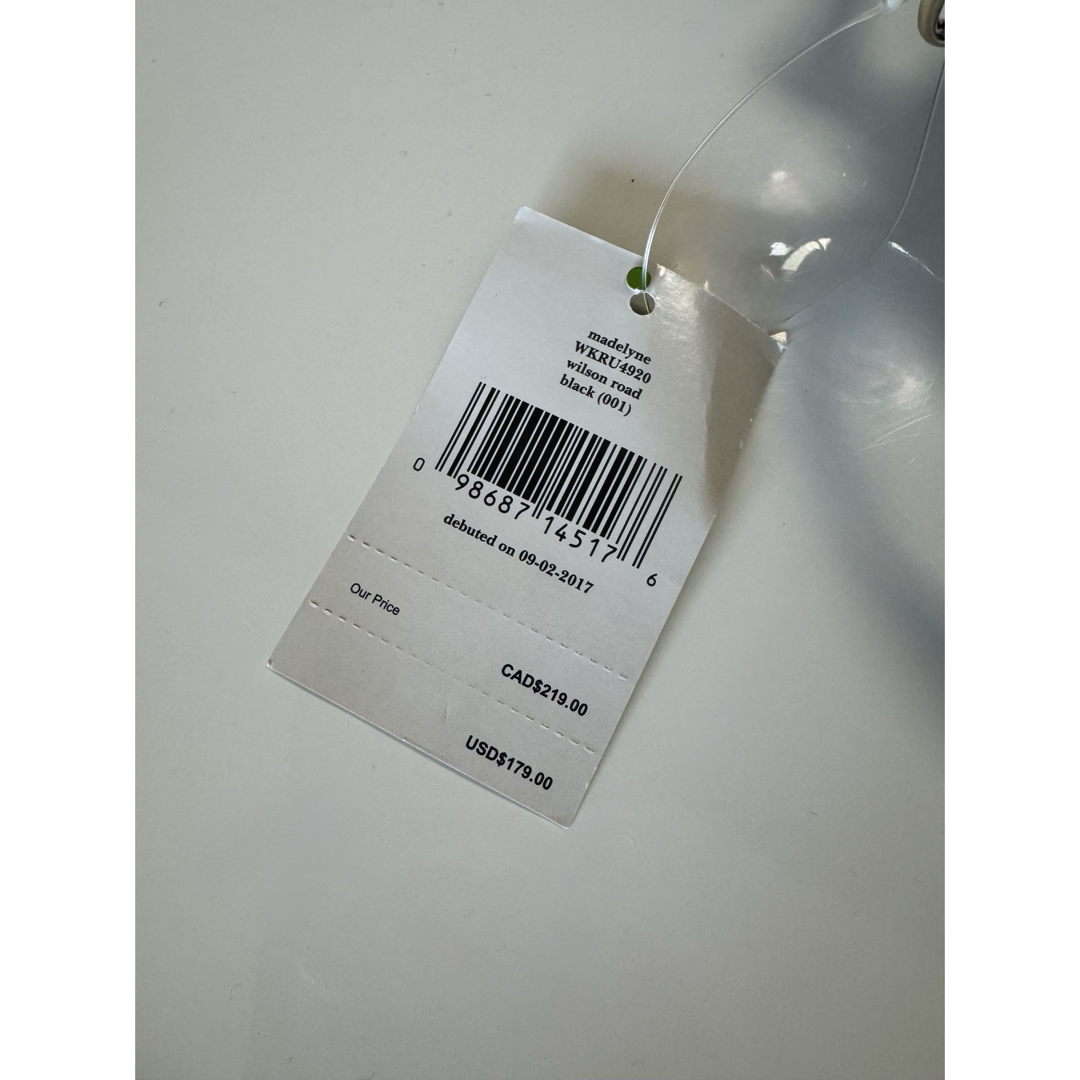 madelyne
WKRU4920
wilson road
black (001)
0 98687 14517 6
debuted on 09-02-2017
Our Price
CAD$219.00
USD$179.00